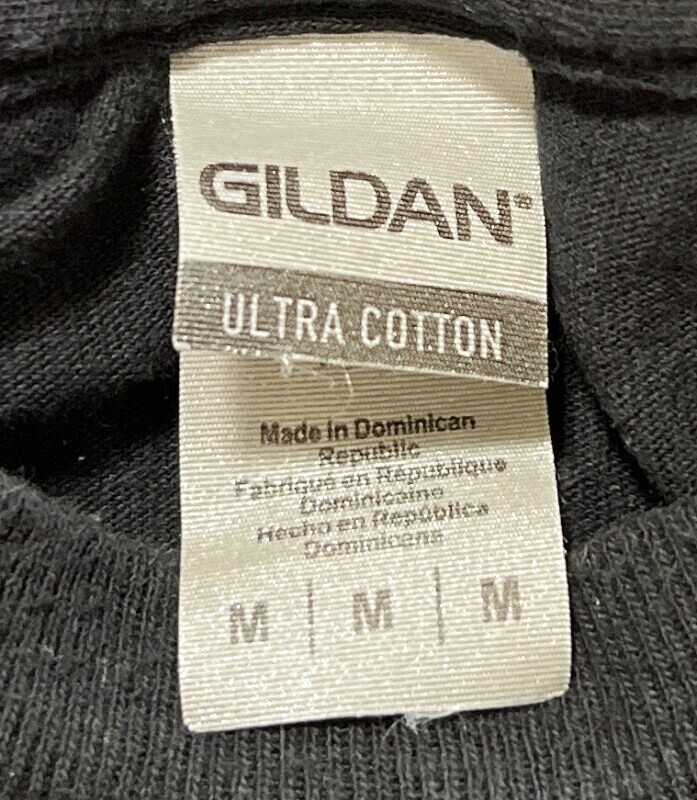 GILDAN®
ULTRA COTTON
Made in Dominican
Republic
Fabriqué en République
Dominicaine
Hecho en República
Dominicana
M | M | M